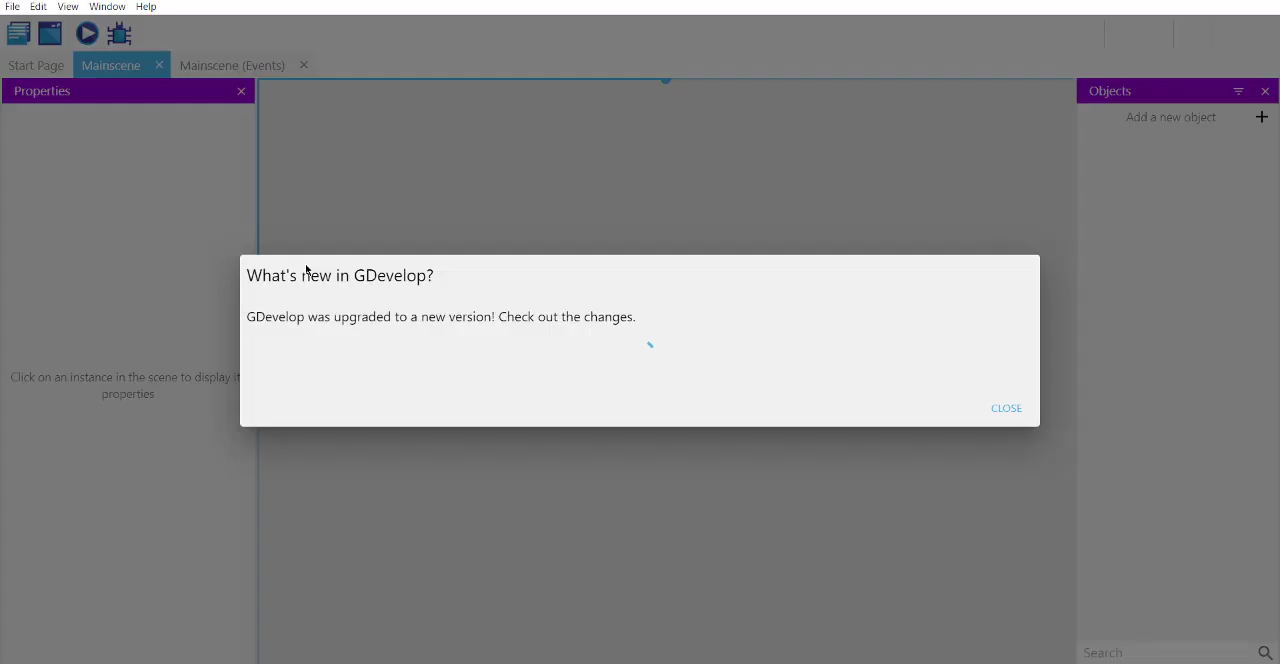 File Edit View Window Help
Start Page Mainscene Mainscene (Events)
Properties Objects
Add a new object
What's new in GDevelop?
GDevelop was upgraded to a new version! Check out the changes.
Click on an instance in the scene to display
properties
CLOSE
Search